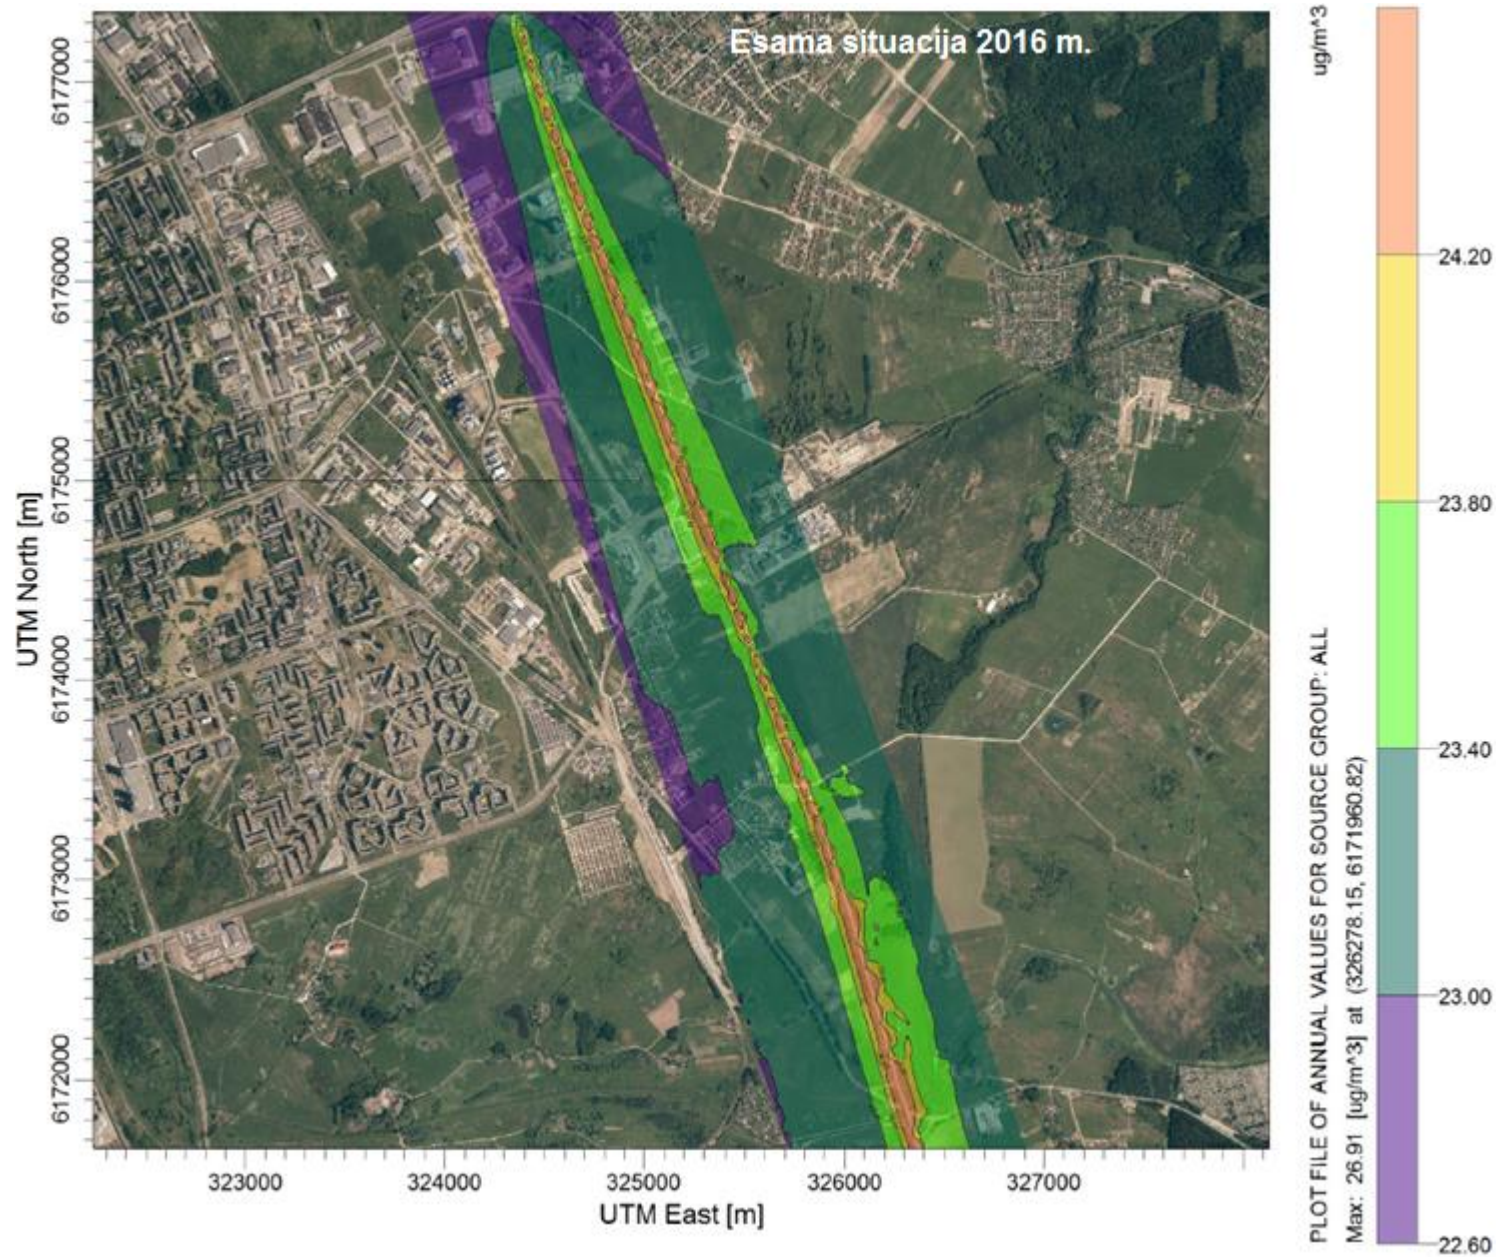 Esama situacija 2016 m.
UTM North [m]
6177000
6176000
6175000
6174000
6173000
6172000
323000
324000
325000
326000
327000
UTM East [m]
ug/m^3
PLOT FILE OF ANNUAL VALUES FOR SOURCE GROUP: ALL
Max: 26.91 [ug/m^3] at (326278.15, 6171960.82)
24.20
23.80
23.40
23.00
22.60